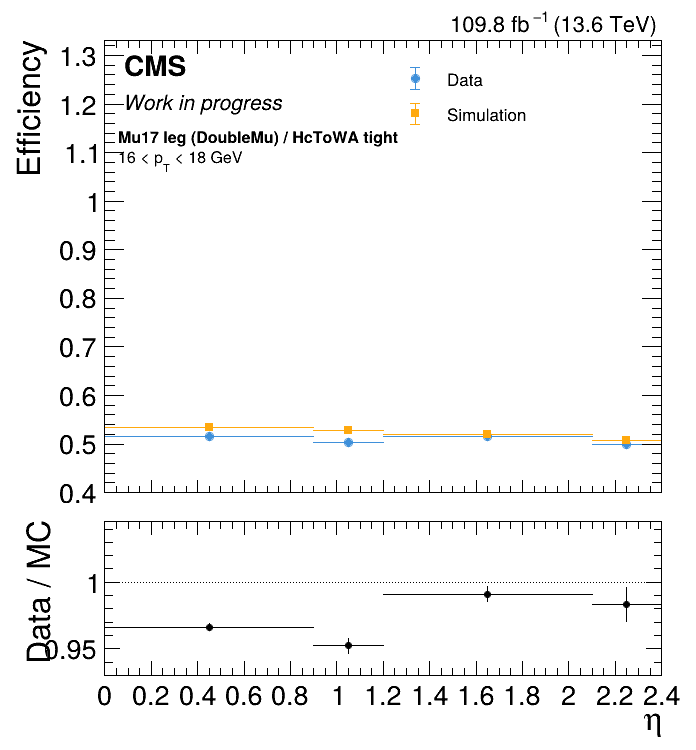 109.8 fb⁻¹ (13.6 TeV)
Efficiency
CMS
Work in progress
Mu17 leg (DoubleMu) / HcToWA tight
16 < p_T < 18 GeV
Data
Simulation
1.3
1.2
1.1
1
0.9
0.8
0.7
0.6
0.5
0.4
Data / MC
1
0.95
0 0.2 0.4 0.6 0.8 1 1.2 1.4 1.6 1.8 2 2.2 2.4
η